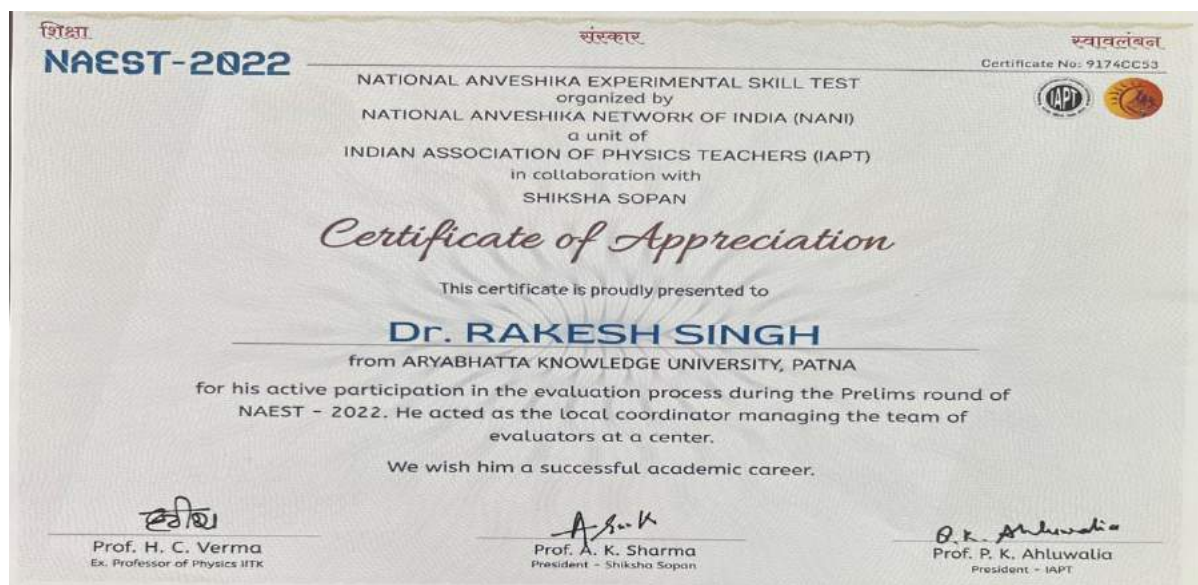 शिक्षा
संस्कार
स्वावलंबन
NAEST-2022
Certificate No: 9174CC53
IAPT
NATIONAL ANVESHIKA EXPERIMENTAL SKILL TEST
organized by
NATIONAL ANVESHIKA NETWORK OF INDIA (NANI)
a unit of
INDIAN ASSOCIATION OF PHYSICS TEACHERS (IAPT)
in collaboration with
SHIKSHA SOPAN
Certificate of Appreciation
This certificate is proudly presented to
Dr. RAKESH SINGH
from ARYABHATTA KNOWLEDGE UNIVERSITY, PATNA
for his active participation in the evaluation process during the Prelims round of
NAEST - 2022. He acted as the local coordinator managing the team of
evaluators at a center.
We wish him a successful academic career.
Prof. H. C. Verma
Ex. Professor of Physics IITK
Prof. A. K. Sharma
President - Shiksha Sopan
P. K. Ahluwalia
Prof. P. K. Ahluwalia
President - IAPT